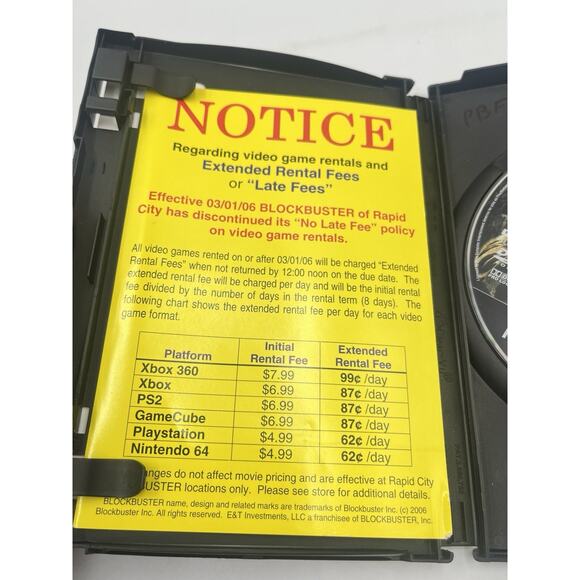 NOTICE
Regarding video game rentals and
Extended Rental Fees
or "Late Fees"
Effective 03/01/06 BLOCKBUSTER of Rapid
City has discontinued its "No Late Fee" policy
on video game rentals.
All video games rented on or after 03/01/06 will be charged "Extended
Rental Fees" when not returned by 12:00 noon on the due date. The
extended rental fee will be charged per day and will be the initial rental
fee divided by the number of days in the rental term (8 days). The
following chart shows the extended rental fee per day for each video
game format.
Platform Initial Rental Fee Extended Rental Fee
Xbox 360 $7.99 99¢ /day
Xbox $6.99 87¢ /day
PS2 $6.99 87¢ /day
GameCube $6.99 87¢ /day
Playstation $4.99 62¢ /day
Nintendo 64 $4.99 62¢ /day
anges do not affect movie pricing and are effective at Rapid City
BUSTER locations only. Please see store for additional details.
BLOCKBUSTER name, design and related marks are trademarks of Blockbuster Inc. (c) 2006
Blockbuster Inc. All rights reserved. E&T Investments, LLC a franchisee of BLOCKBUSTER, Inc.